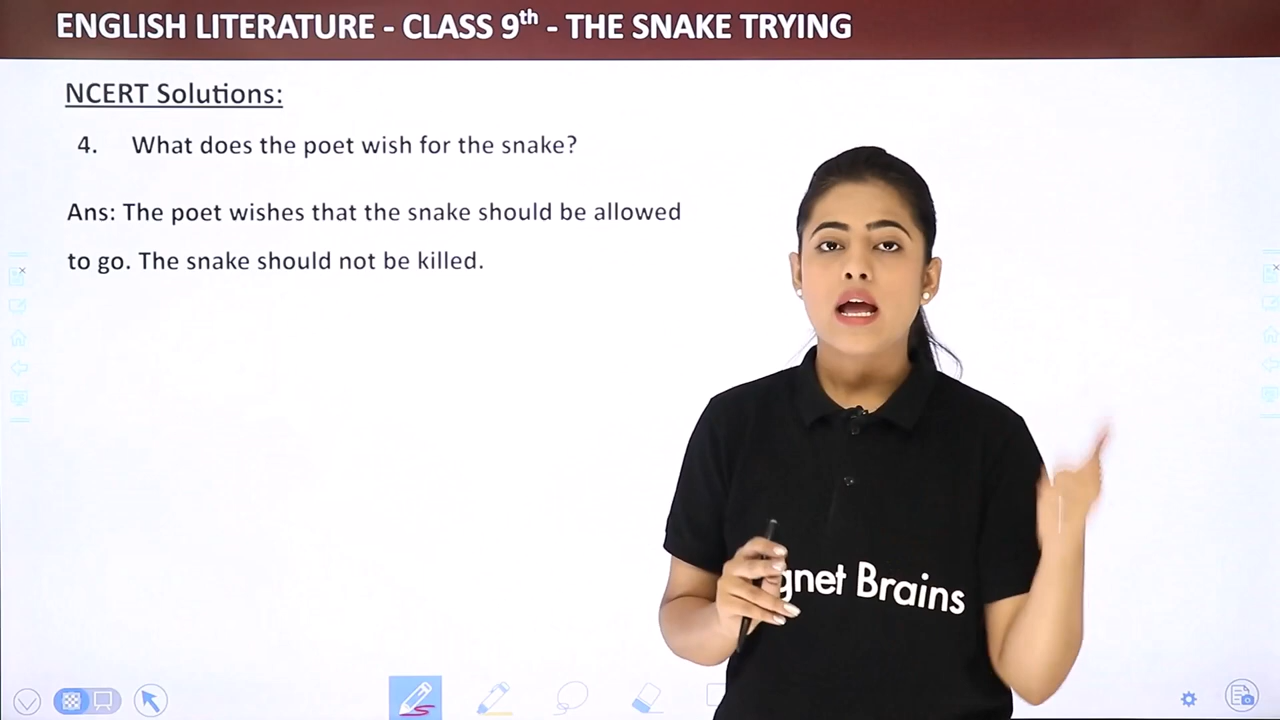 ENGLISH LITERATURE - CLASS 9th - THE SNAKE TRYING
NCERT Solutions:
4. What does the poet wish for the snake?
Ans: The poet wishes that the snake should be allowed
to go. The snake should not be killed.
gnet Brains